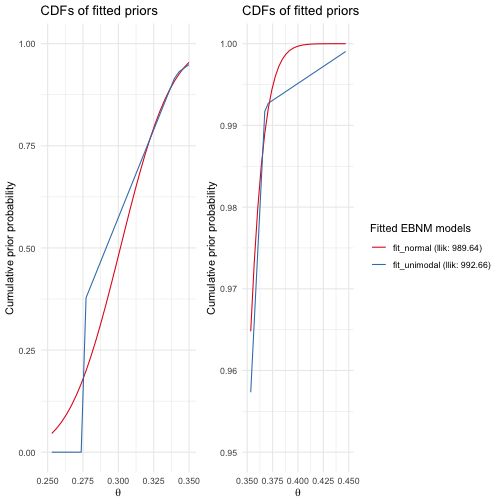 CDFs of fitted priors
Cumulative prior probability
1.00
0.75
0.50
0.25
0.00
0.250
0.275
0.300
0.325
0.350
θ
CDFs of fitted priors
Cumulative prior probability
1.00
0.99
0.98
0.97
0.96
0.95
0.350
0.375
0.400
0.425
0.450
θ
Fitted EBNM models
fit_normal (llik: 989.64)
fit_unimodal (llik: 992.66)